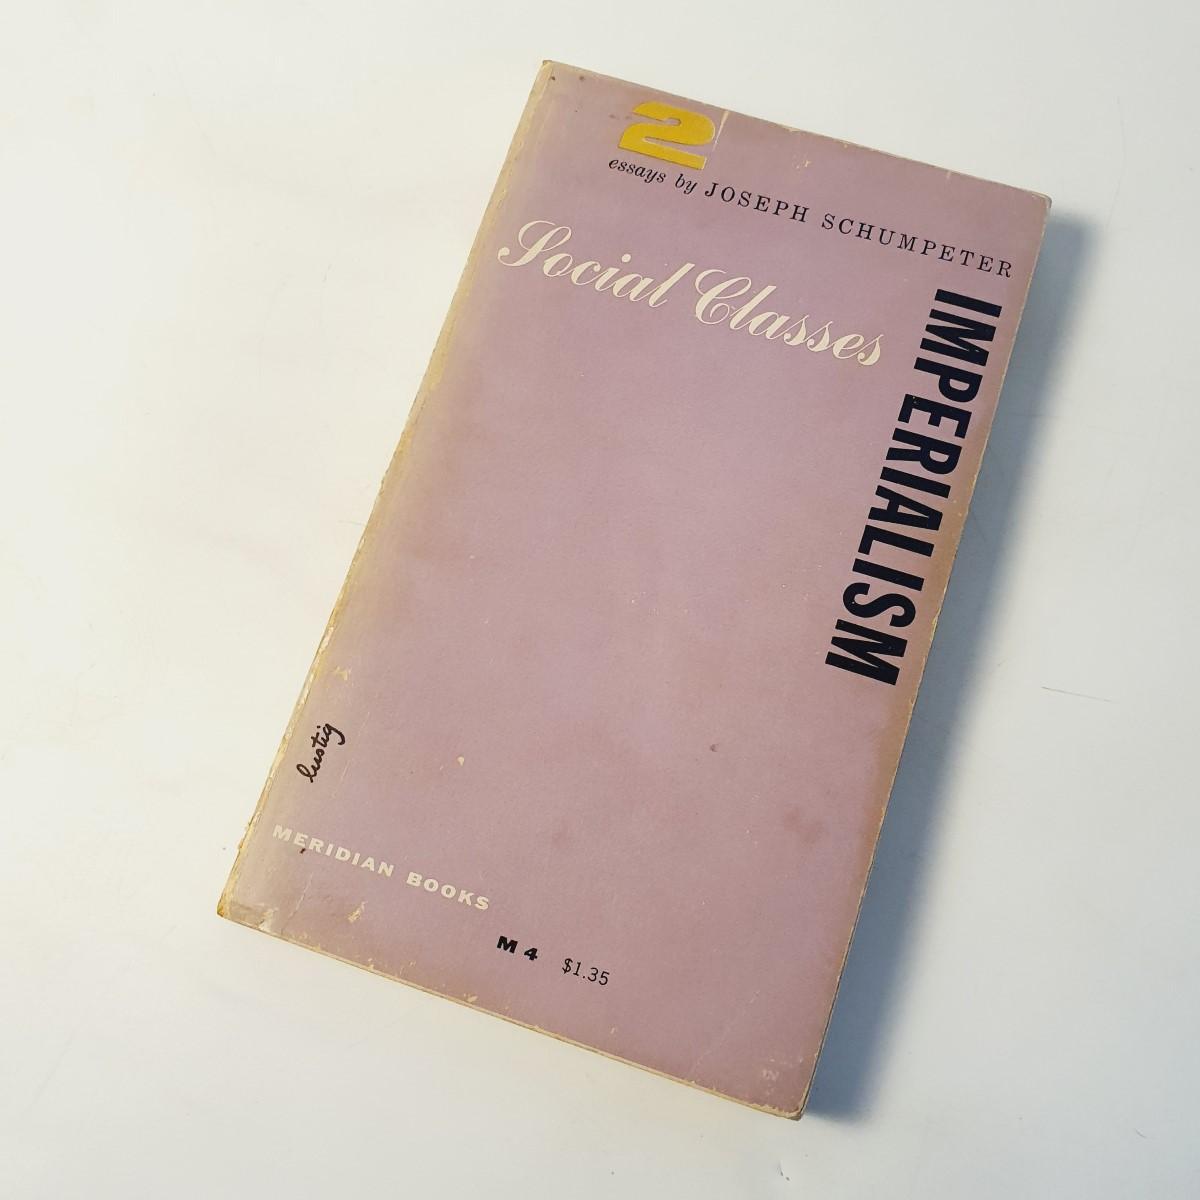 2
essays by JOSEPH SCHUMPETER
Social Classes
IMPERIALISM
lustig
MERIDIAN BOOKS
M 4 $1.35